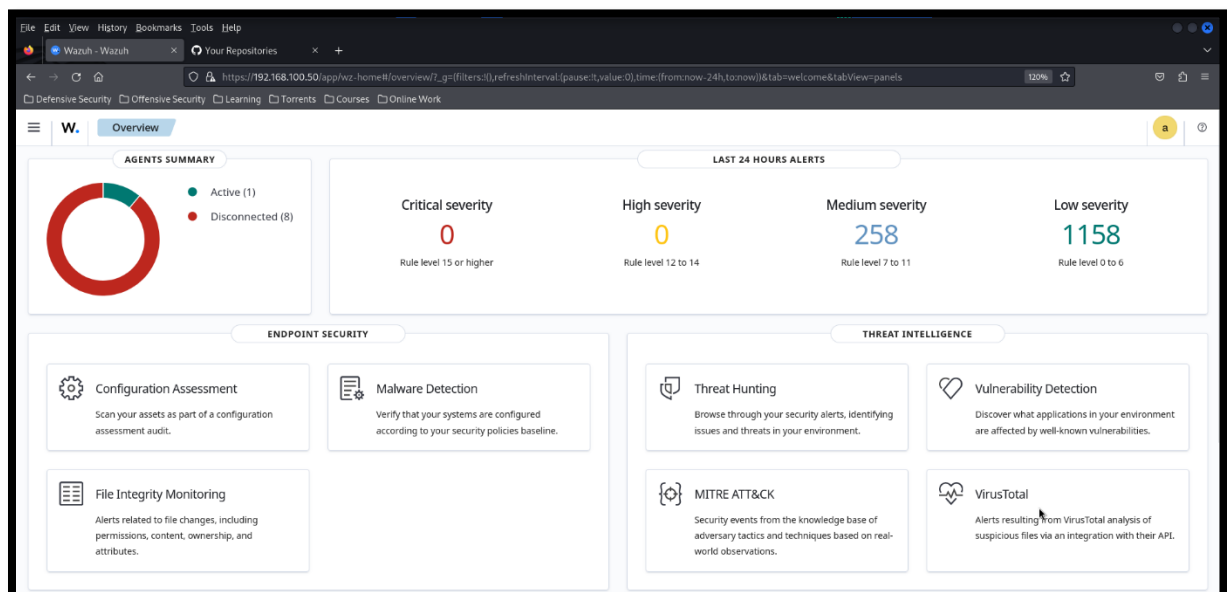 File Edit View History Bookmarks Tools Help
Wazuh - Wazuh × Your Repositories × +
https://192.168.100.50/app/wz-home#/overview/?_g=(filters:!(),refreshInterval:(pause:!t,value:0),time:(from:now-24h,to:now))&tab=welcome&tabView=panels 120%
Defensive Security Offensive Security Learning Torrents Courses Online Work
W. Overview a
AGENTS SUMMARY
Active (1)
Disconnected (8)
LAST 24 HOURS ALERTS
Critical severity
0
Rule level 15 or higher
High severity
0
Rule level 12 to 14
Medium severity
258
Rule level 7 to 11
Low severity
1158
Rule level 0 to 6
ENDPOINT SECURITY
Configuration Assessment
Scan your assets as part of a configuration
assessment audit.
Malware Detection
Verify that your systems are configured
according to your security policies baseline.
File Integrity Monitoring
Alerts related to file changes, including
permissions, content, ownership, and
attributes.
THREAT INTELLIGENCE
Threat Hunting
Browse through your security alerts, identifying
issues and threats in your environment.
Vulnerability Detection
Discover what applications in your environment
are affected by well-known vulnerabilities.
MITRE ATT&CK
Security events from the knowledge base of
adversary tactics and techniques based on real-
world observations.
VirusTotal
Alerts resulting from VirusTotal analysis of
suspicious files via an integration with their API.